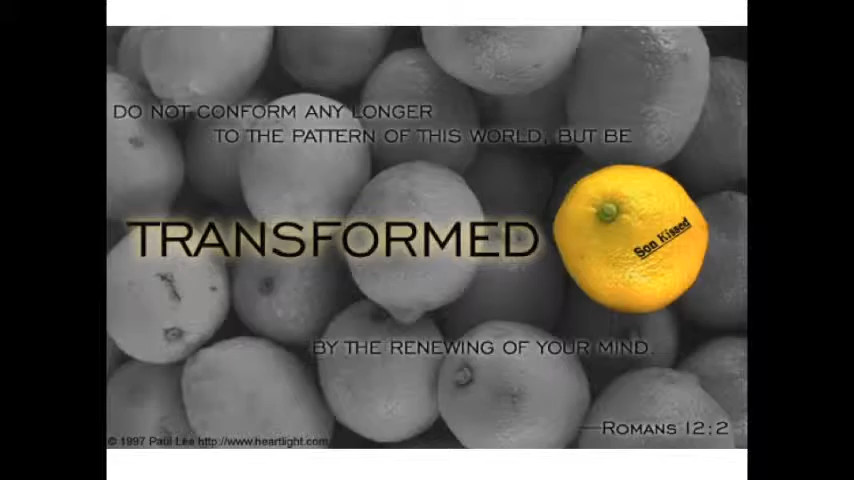 DO NOT CONFORM ANY LONGER
TO THE PATTERN OF THIS WORLD, BUT BE
TRANSFORMED
Son Kissed
BY THE RENEWING OF YOUR MIND.
—ROMANS 12:2
© 1997 Paul Lee http://www.heartlight.com